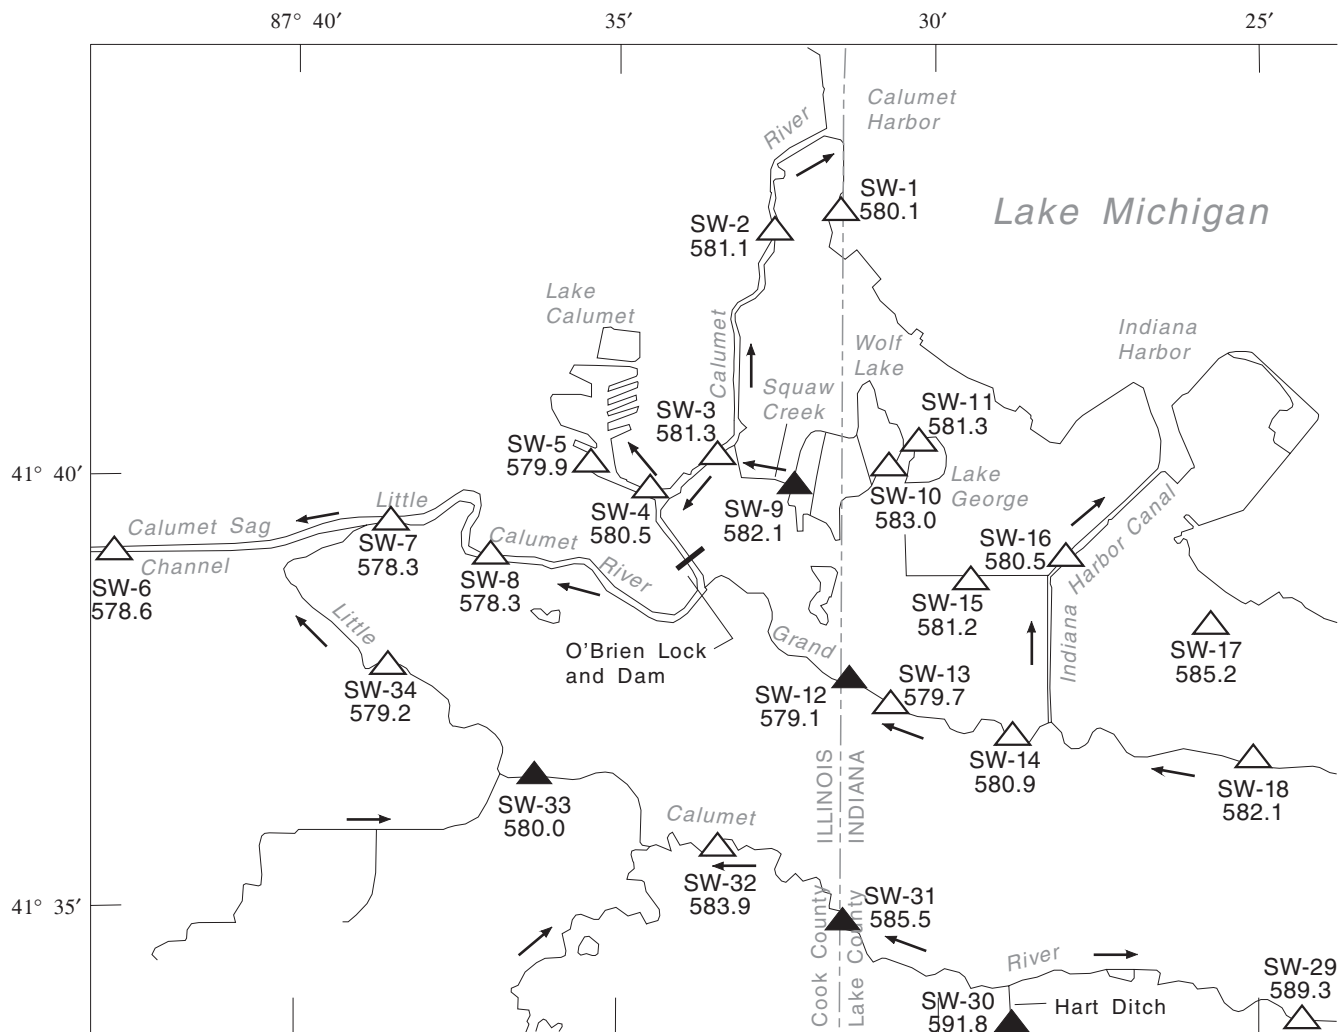 87° 40′
35′
30′
25′
River
Calumet
Harbor
SW-1
580.1
Lake Michigan
SW-2
581.1
Lake
Calumet
Calumet
Wolf
Lake
Indiana
Harbor
Squaw
Creek
SW-3
581.3
SW-11
581.3
SW-5
579.9
41° 40′
Lake
George
SW-4
580.5
SW-9
582.1
SW-10
583.0
Little
Calumet Sag
Channel
SW-7
578.3
Calumet
River
SW-8
578.3
SW-6
578.6
SW-16
580.5
Indiana
Harbor Canal
SW-15
581.2
Little
O'Brien Lock
and Dam
Grand
SW-17
585.2
SW-34
579.2
SW-12
579.1
SW-13
579.7
SW-14
580.9
SW-18
582.1
ILLINOIS
INDIANA
SW-33
580.0
Calumet
SW-32
583.9
41° 35′
Cook County
Lake County
SW-31
585.5
River
SW-29
589.3
SW-30
591.8
Hart Ditch